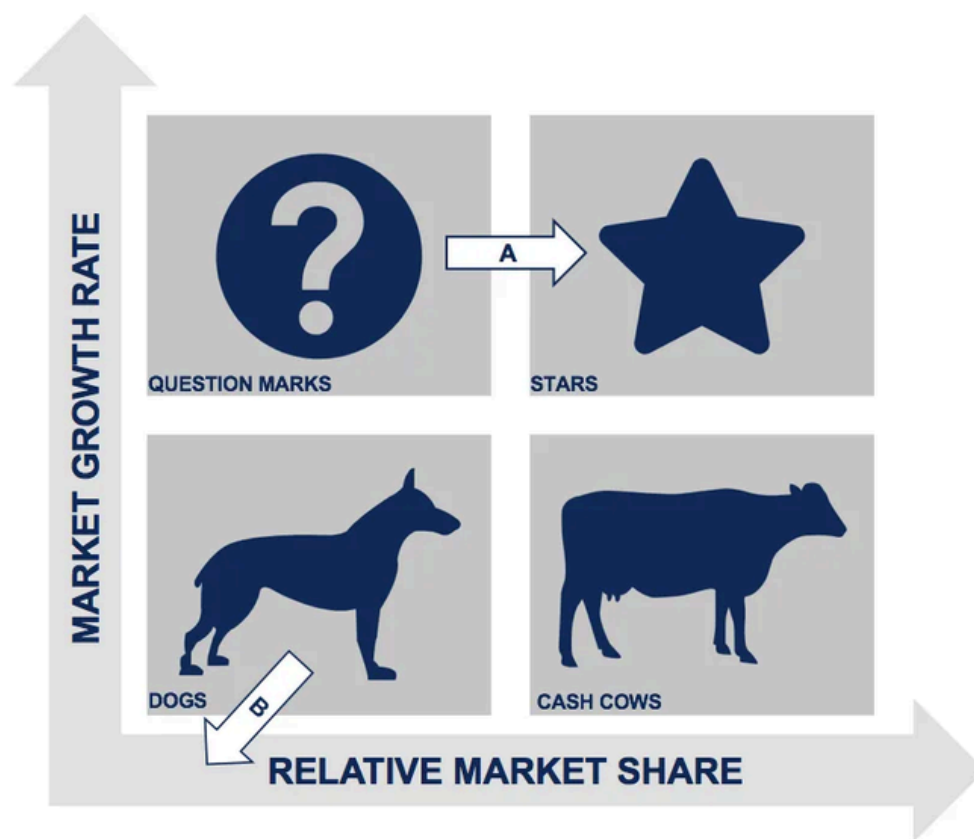 MARKET GROWTH RATE
?
A
QUESTION MARKS
STARS
DOGS
B
CASH COWS
RELATIVE MARKET SHARE